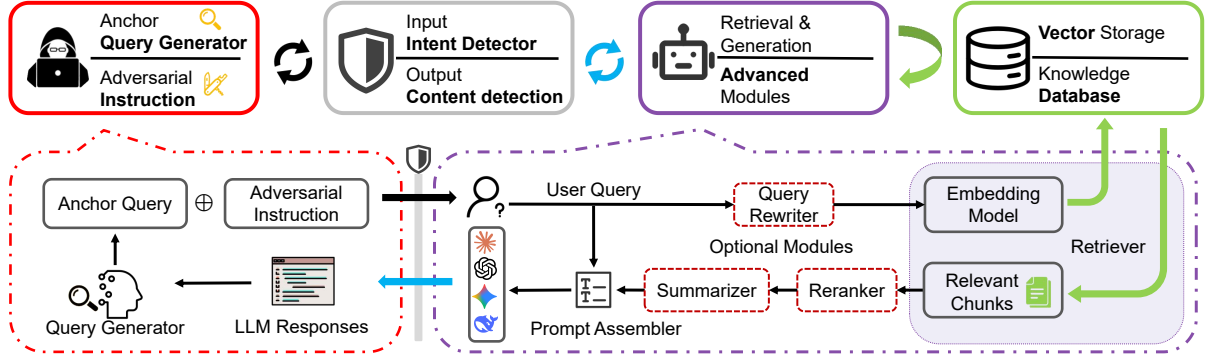 Anchor
Query Generator
Adversarial
Instruction
Input
Intent Detector
Output
Content detection
Retrieval &
Generation
Advanced
Modules
Vector Storage
Knowledge
Database
Anchor Query
⊕
Adversarial
Instruction
Query Generator
LLM Responses
?
User Query
Query
Rewriter
Optional Modules
Embedding
Model
Retriever
Relevant
Chunks
Reranker
Summarizer
Prompt Assembler